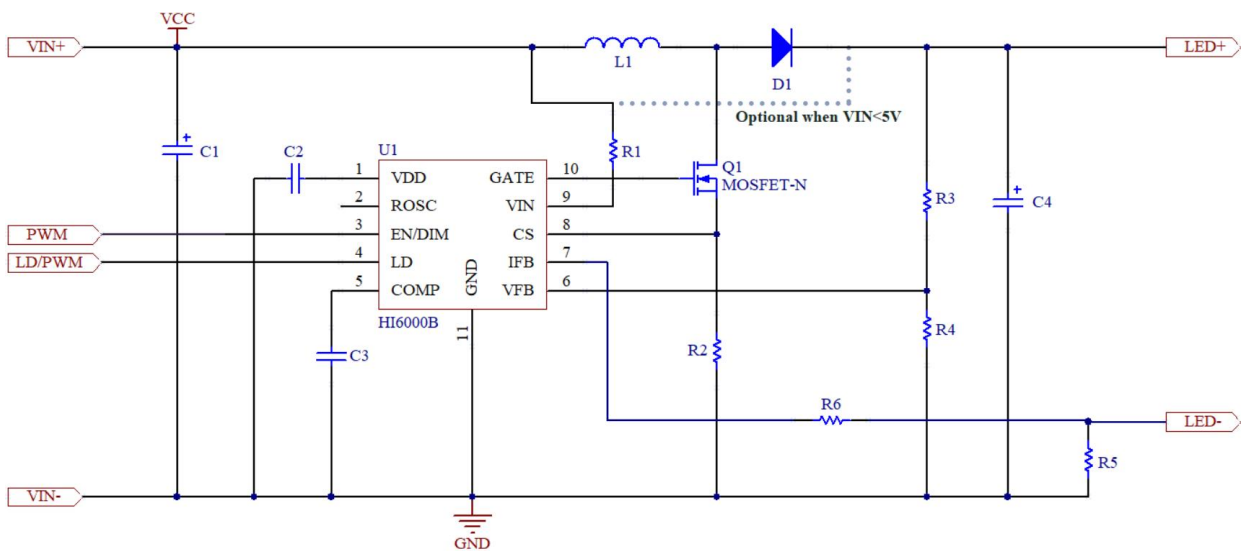 VCC
VIN+
LED+
L1
D1
Optional when VIN<5V
C1
C2
U1
R1
Q1
MOSFET-N
1
VDD
GATE
10
2
ROSC
VIN
9
R3
C4
PWM
3
EN/DIM
CS
8
LD/PWM
4
LD
IFB
7
5
COMP
GND
VFB
6
HI6000B
11
R4
C3
R2
R6
LED-
R5
VIN-
GND